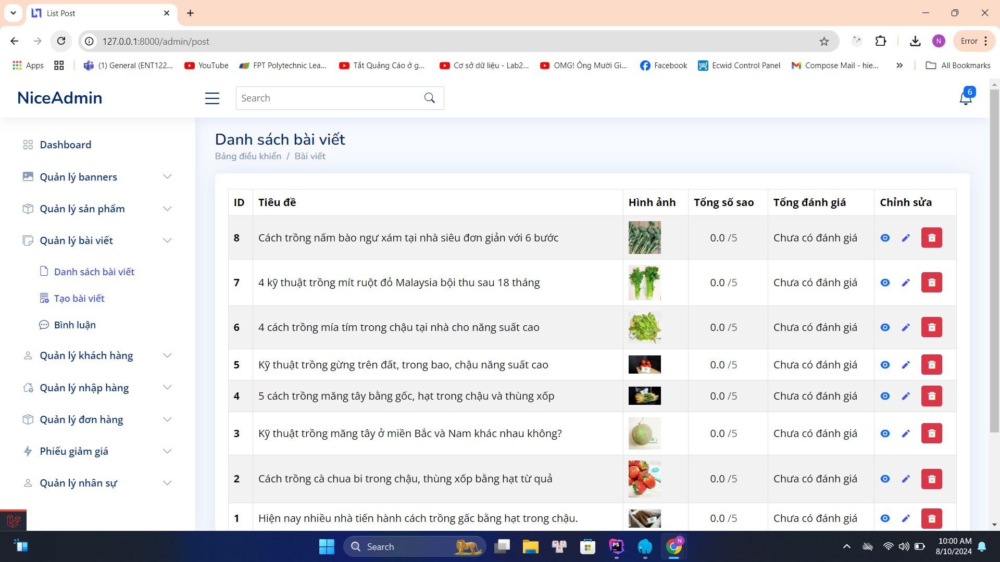 List Post
127.0.0.1:8000/admin/post
N
Error
Apps
(1) General (ENT122...
YouTube
FPT Polytechnic Lea...
Tắt Quảng Cáo ở g...
Cơ sở dữ liệu - Lab2...
OMG! Ông Mười Gi...
Facebook
Ecwid Control Panel
Compose Mail - hie...
All Bookmarks
NiceAdmin
Search
6
Dashboard
Quản lý banners
Quản lý sản phẩm
Quản lý bài viết
Danh sách bài viết
Tạo bài viết
Bình luận
Quản lý khách hàng
Quản lý nhập hàng
Quản lý đơn hàng
Phiếu giảm giá
Quản lý nhân sự
Danh sách bài viết
Bảng điều khiển / Bài viết
ID Tiêu đề Hình ảnh Tổng số sao Tổng đánh giá Chỉnh sửa
8 Cách trồng nấm bào ngư xám tại nhà siêu đơn giản với 6 bước 0.0 /5 Chưa có đánh giá
7 4 kỹ thuật trồng mít ruột đỏ Malaysia bội thu sau 18 tháng 0.0 /5 Chưa có đánh giá
6 4 cách trồng mía tím trong chậu tại nhà cho năng suất cao 0.0 /5 Chưa có đánh giá
5 Kỹ thuật trồng gừng trên đất, trong bao, chậu năng suất cao 0.0 /5 Chưa có đánh giá
4 5 cách trồng măng tây bằng gốc, hạt trong chậu và thùng xốp 0.0 /5 Chưa có đánh giá
3 Kỹ thuật trồng măng tây ở miền Bắc và Nam khác nhau không? 0.0 /5 Chưa có đánh giá
2 Cách trồng cà chua bi trong chậu, thùng xốp bằng hạt từ quả 0.0 /5 Chưa có đánh giá
1 Hiện nay nhiều nhà tiến hành cách trồng gấc bằng hạt trong chậu. 0.0 /5 Chưa có đánh giá
Search
PS
N
10:00 AM
8/10/2024